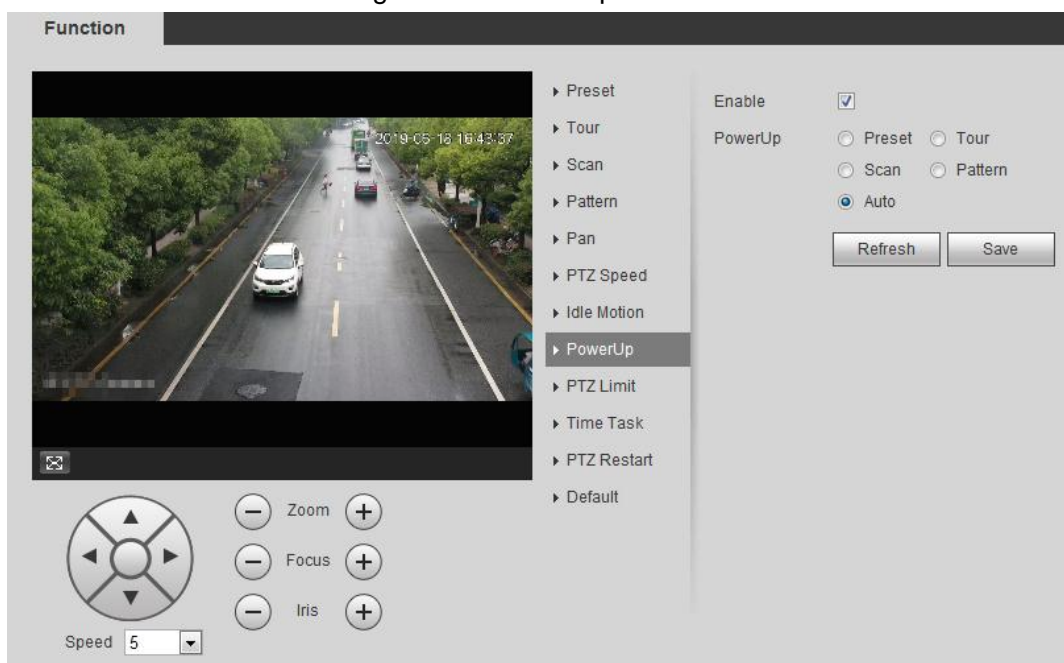 Function
2019-05-18 16:43:37
Preset
Tour
Scan
Pattern
Pan
PTZ Speed
Idle Motion
PowerUp
PTZ Limit
Time Task
PTZ Restart
Default
Enable
PowerUp
Preset Tour
Scan Pattern
Auto
Refresh Save
Zoom
Focus
Iris
Speed 5